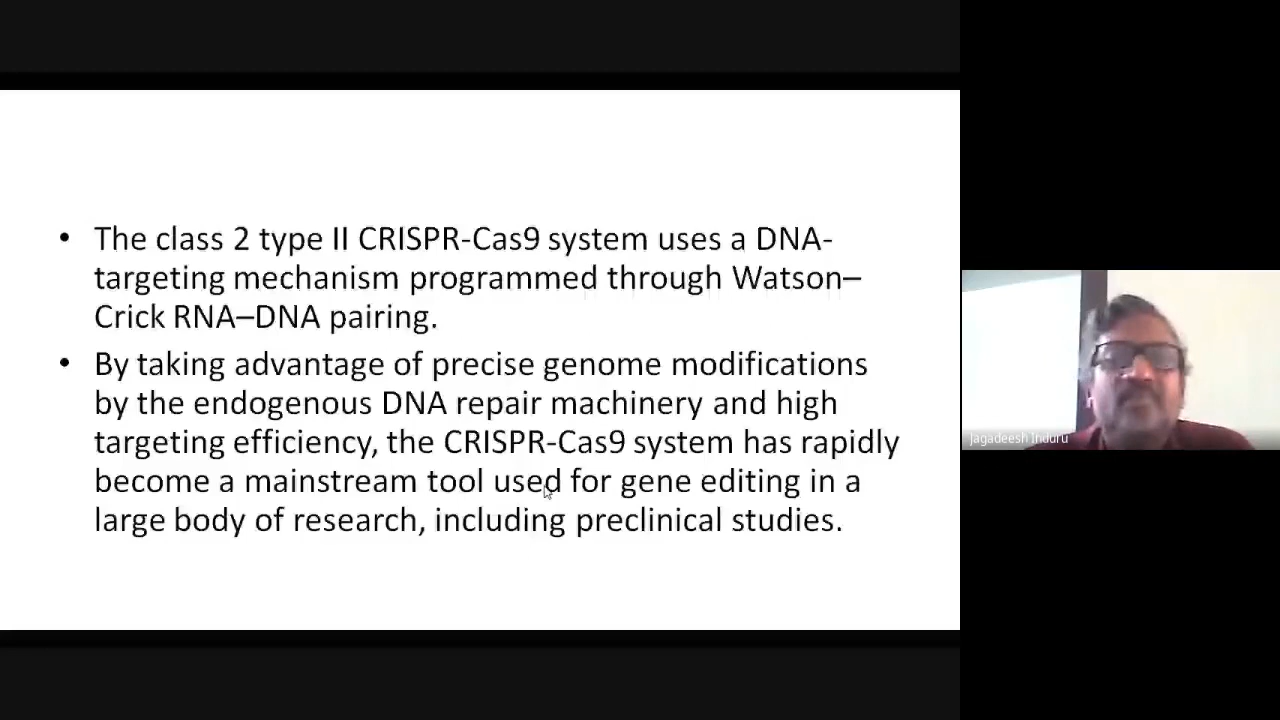 • The class 2 type II CRISPR-Cas9 system uses a DNA-
targeting mechanism programmed through Watson–
Crick RNA–DNA pairing.
• By taking advantage of precise genome modifications
by the endogenous DNA repair machinery and high
targeting efficiency, the CRISPR-Cas9 system has rapidly
become a mainstream tool used for gene editing in a
large body of research, including preclinical studies.
Jagadeesh Induru